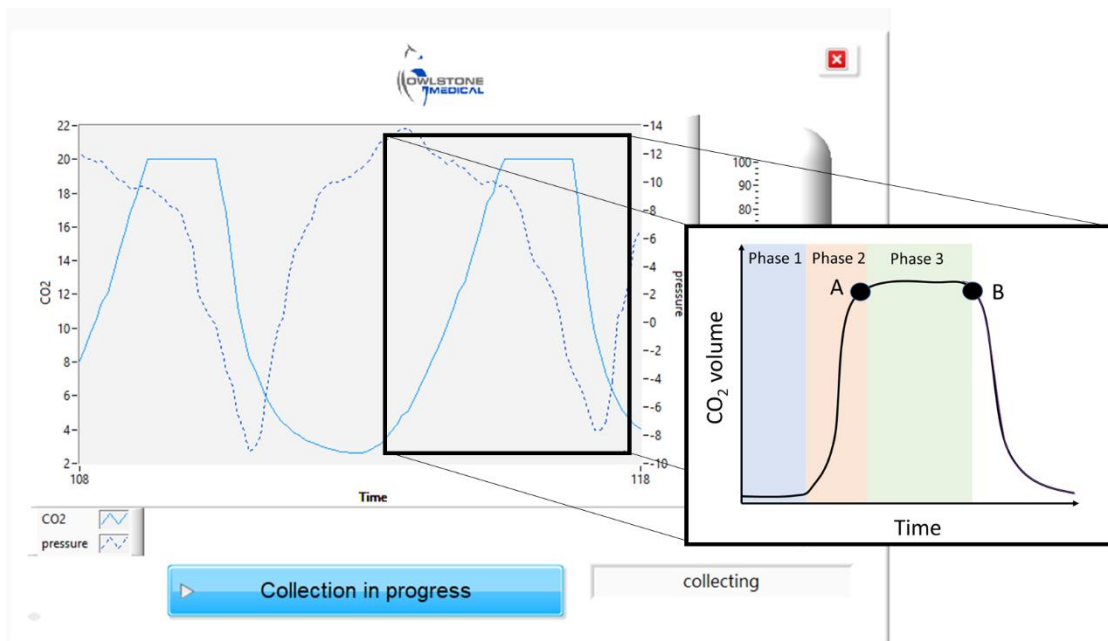 OWLSTONE
MEDICAL
22
20
18
16
14
12
10
8
6
4
2
CO2
14
12
10
8
6
4
2
0
-2
-4
-6
-8
-10
pressure
108
118
Time
100
90
80
CO2
pressure
Collection in progress
collecting
Phase 1 Phase 2 Phase 3
A
B
CO₂ volume
Time